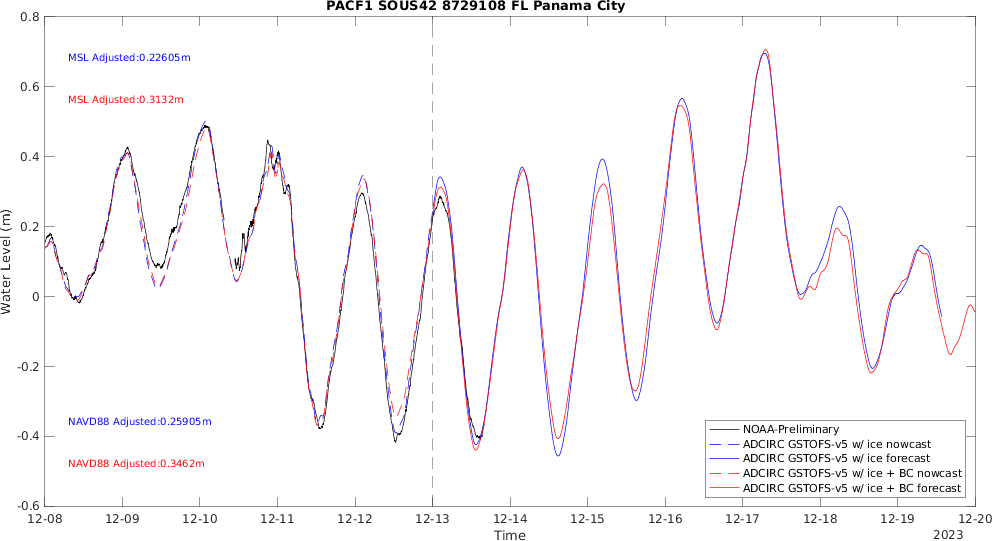 PACF1 SOUS42 8729108 FL Panama City
0.8
0.6
0.4
0.2
0
-0.2
-0.4
-0.6
Water Level (m)
MSL Adjusted:0.22605m
MSL Adjusted:0.3132m
NAVD88 Adjusted:0.25905m
NAVD88 Adjusted:0.3462m
NOAA-Preliminary
ADCIRC GSTOFS-v5 w/ ice nowcast
ADCIRC GSTOFS-v5 w/ ice forecast
ADCIRC GSTOFS-v5 w/ ice + BC nowcast
ADCIRC GSTOFS-v5 w/ ice + BC forecast
12-08 12-09 12-10 12-11 12-12 12-13 12-14 12-15 12-16 12-17 12-18 12-19 12-20
Time
2023